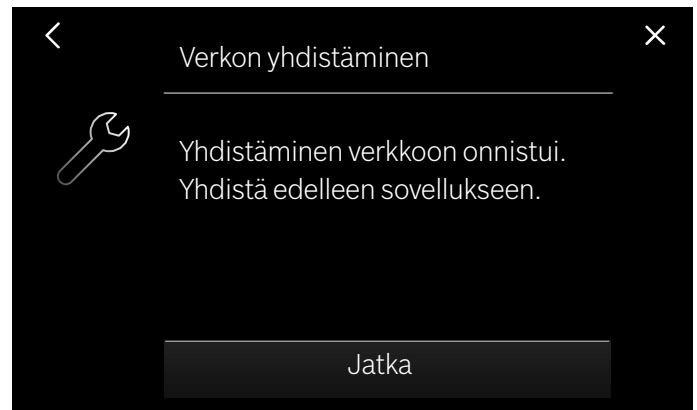 Verkon yhdistäminen
Yhdistäminen verkkoon onnistui.
Yhdistä edelleen sovellukseen.
Jatka